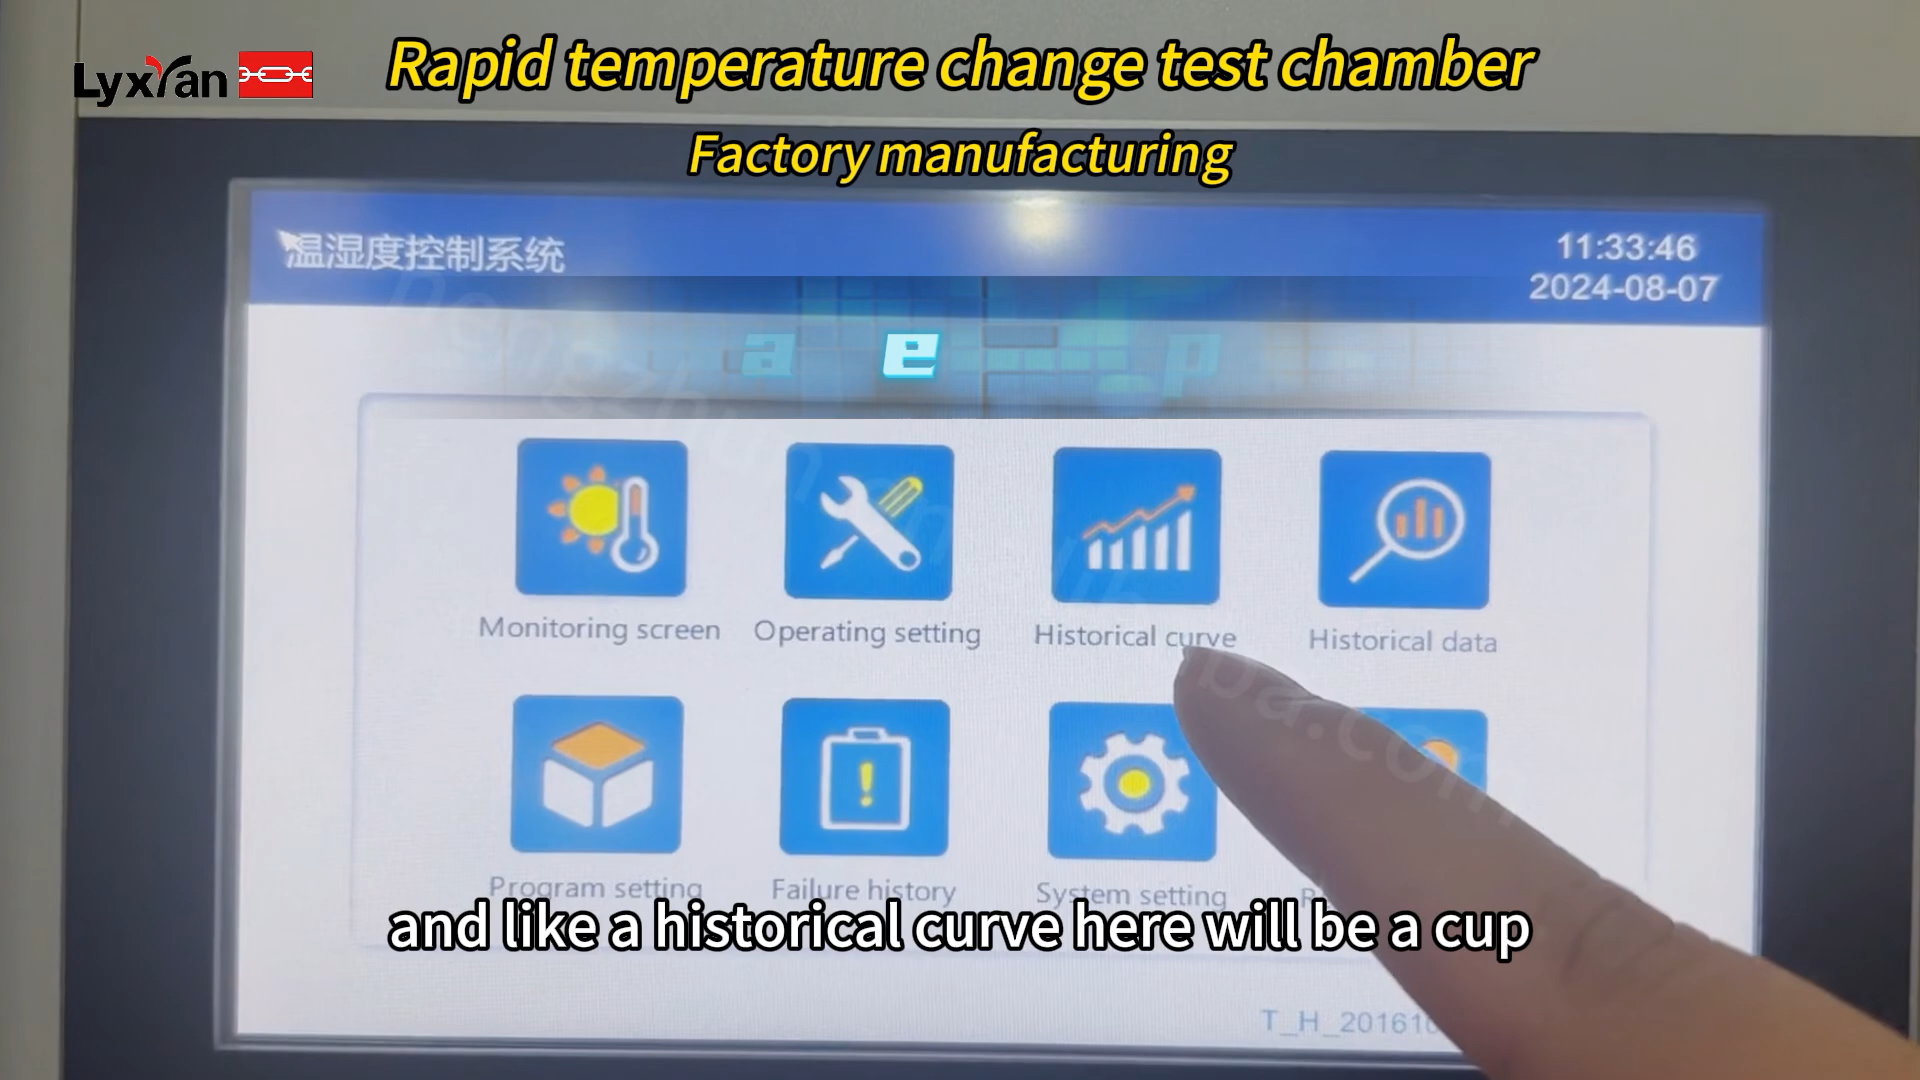 Lyxyan
Rapid temperature change test chamber
Factory manufacturing
温湿度控制系统
11:33:46
2024-08-07
a e p
Monitoring screen
Operating setting
Historical curve
Historical data
Program setting
Failure history
System setting
and like a historical curve here will be a cup